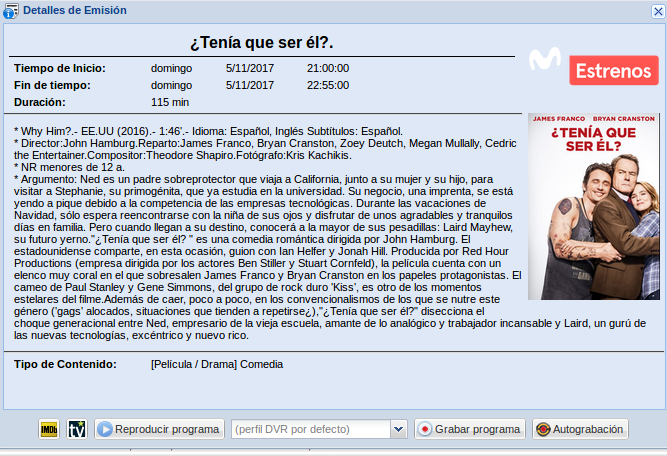 Detalles de Emisión
¿Tenía que ser él?.
Tiempo de Inicio: domingo 5/11/2017 21:00:00
Fin de tiempo: domingo 5/11/2017 22:55:00
Duración: 115 min
Estrenos
JAMES FRANCO BRYAN CRANSTON
¿TENÍA QUE
SER ÉL?
* Why Him?.- EE.UU (2016).- 1:46'.- Idioma: Español, Inglés Subtítulos: Español.
* Director:John Hamburg.Reparto:James Franco, Bryan Cranston, Zoey Deutch, Megan Mullally, Cedric
the Entertainer.Compositor:Theodore Shapiro.Fotógrafo:Kris Kachikis.
* NR menores de 12 a.
* Argumento: Ned es un padre sobreprotector que viaja a California, junto a su mujer y su hijo, para
visitar a Stephanie, su primogénita, que ya estudia en la universidad. Su negocio, una imprenta, se está
yendo a pique debido a la competencia de las empresas tecnológicas. Durante las vacaciones de
Navidad, sólo espera reencontrarse con la niña de sus ojos y disfrutar de unos agradables y tranquilos
días en familia. Pero cuando llegan a su destino, conocerá a la mayor de sus pesadillas: Laird Mayhew,
su futuro yerno."¿Tenía que ser él? " es una comedia romántica dirigida por John Hamburg. El
estadounidense comparte, en esta ocasión, guion con Ian Helfer y Jonah Hill. Producida por Red Hour
Productions (empresa dirigida por los actores Ben Stiller y Stuart Cornfeld), la película cuenta con un
elenco muy coral en el que sobresalen James Franco y Bryan Cranston en los papeles protagonistas. El
cameo de Paul Stanley y Gene Simmons, del grupo de rock duro 'Kiss', es otro de los momentos
estelares del filme.Además de caer, poco a poco, en los convencionalismos de los que se nutre este
género ('gags' alocados, situaciones que tienden a repetirse¿),"¿Tenía que ser él?" disecciona el
choque generacional entre Ned, empresario de la vieja escuela, amante de lo analógico y trabajador incansable y Laird, un gurú de
las nuevas tecnologías, excéntrico y nuevo rico.
Tipo de Contenido: [Película / Drama] Comedia
IMDb tv Reproducir programa (perfil DVR por defecto) Grabar programa Autograbación